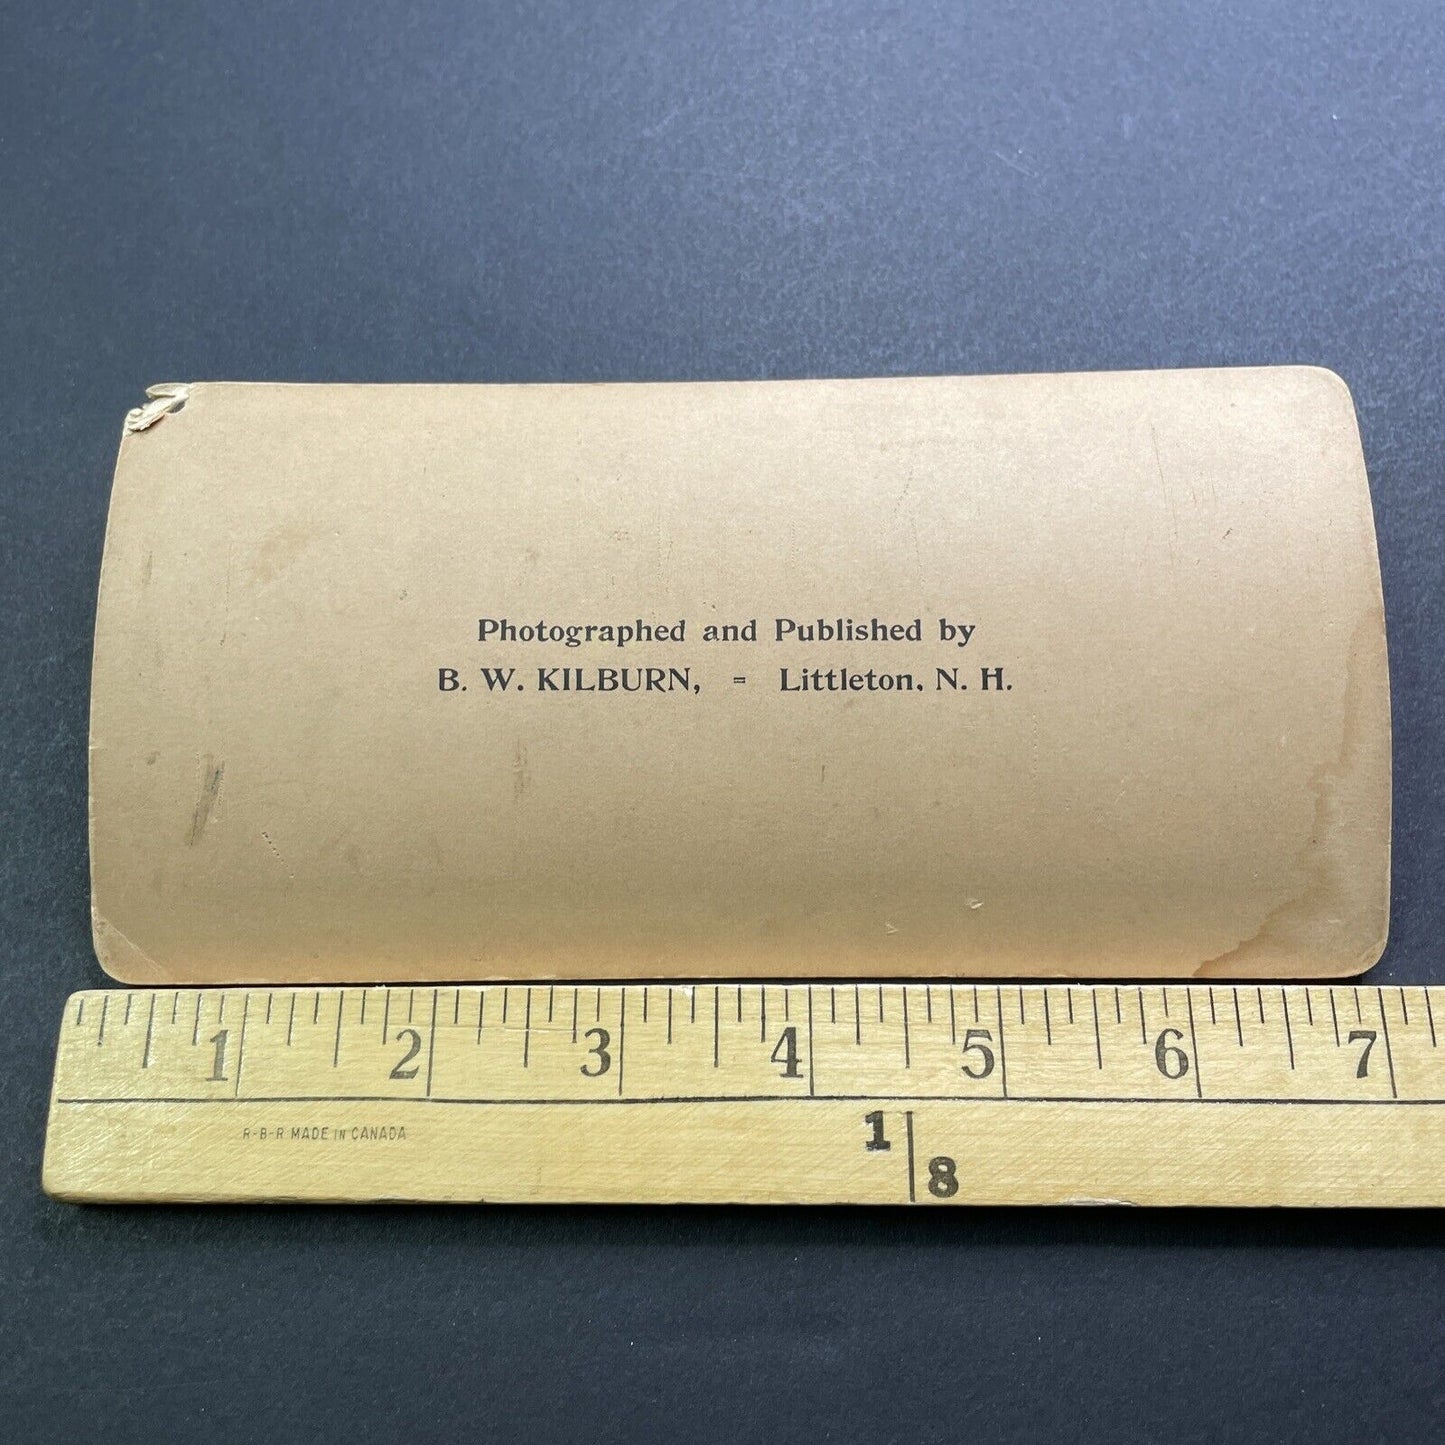 Photographed and Published by
B. W. KILBURN, = Littleton, N. H.
1 2 3 4 5 6 7
R-B-R MADE IN CANADA
1 8